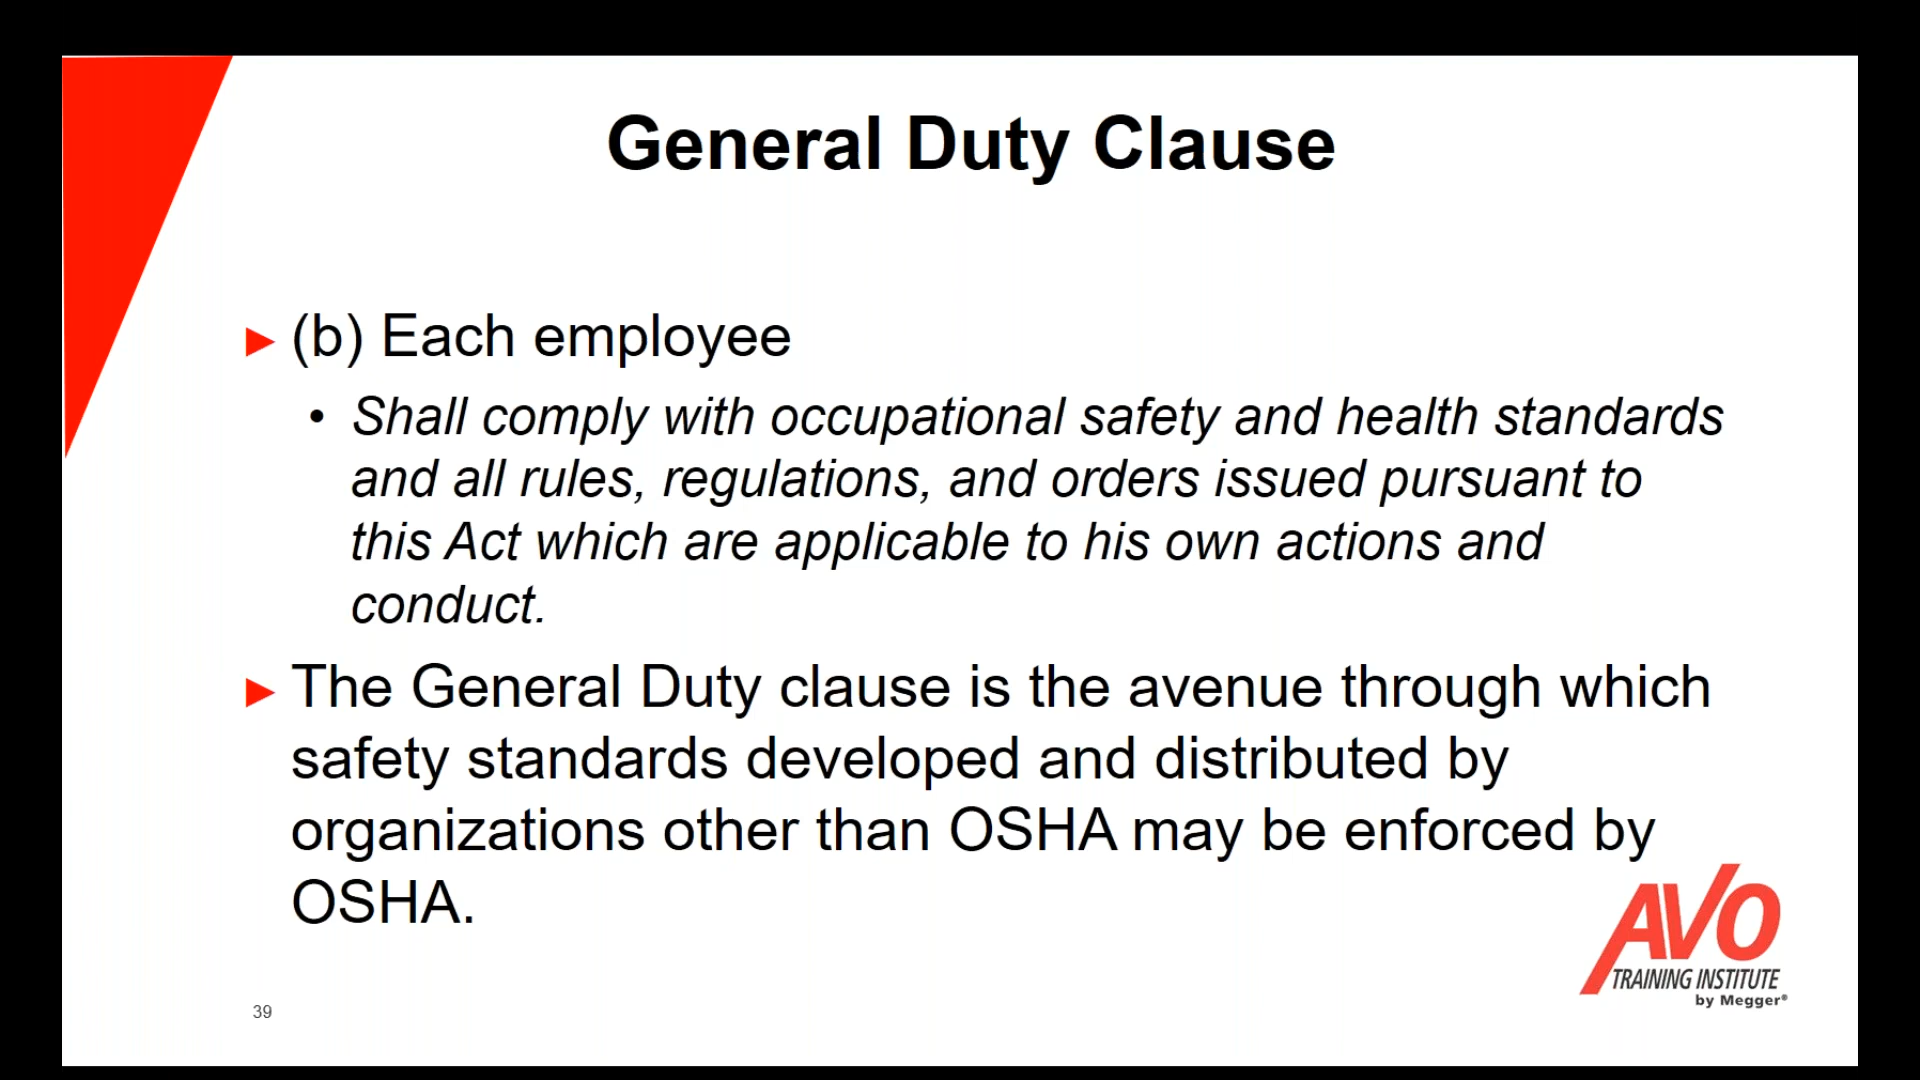 General Duty Clause
(b) Each employee
• Shall comply with occupational safety and health standards
and all rules, regulations, and orders issued pursuant to
this Act which are applicable to his own actions and
conduct.
The General Duty clause is the avenue through which
safety standards developed and distributed by
organizations other than OSHA may be enforced by
OSHA.
AVO
TRAINING INSTITUTE
by Megger®
39